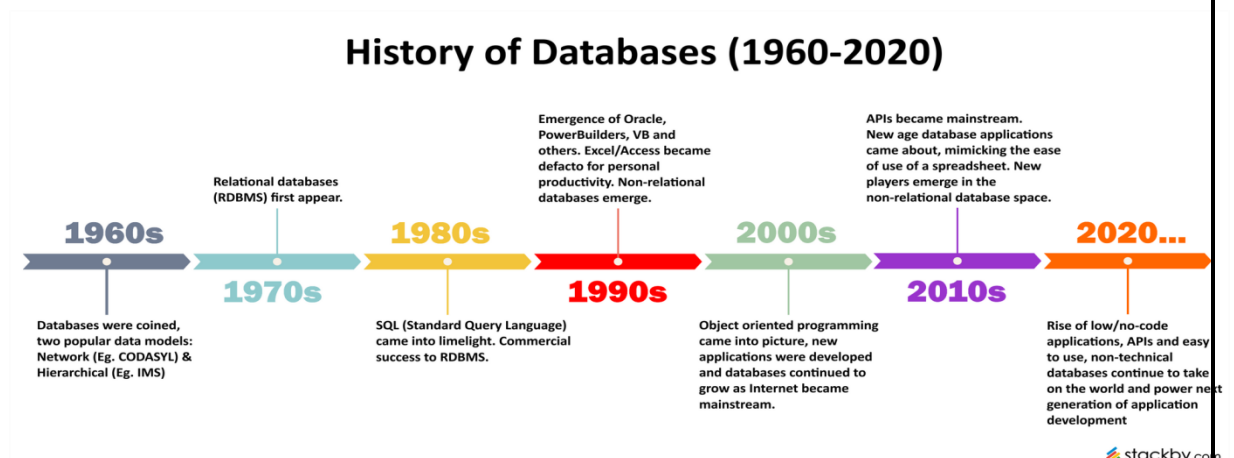 History of Databases (1960-2020)
1960s
Databases were coined,
two popular data models:
Network (Eg. CODASYL) &
Hierarchical (Eg. IMS)
Relational databases
(RDBMS) first appear.
1970s
1980s
SQL (Standard Query Language)
came into limelight. Commercial
success to RDBMS.
Emergence of Oracle,
PowerBuilders, VB and
others. Excel/Access became
defacto for personal
productivity. Non-relational
databases emerge.
1990s
2000s
Object oriented programming
came into picture, new
applications were developed
and databases continued to
grow as Internet became
mainstream.
APIs became mainstream.
New age database applications
came about, mimicking the ease
of use of a spreadsheet. New
players emerge in the
non-relational database space.
2010s
2020...
Rise of low/no-code
applications, APIs and easy
to use, non-technical
databases continue to take
on the world and power next
generation of application
development
stackby.com